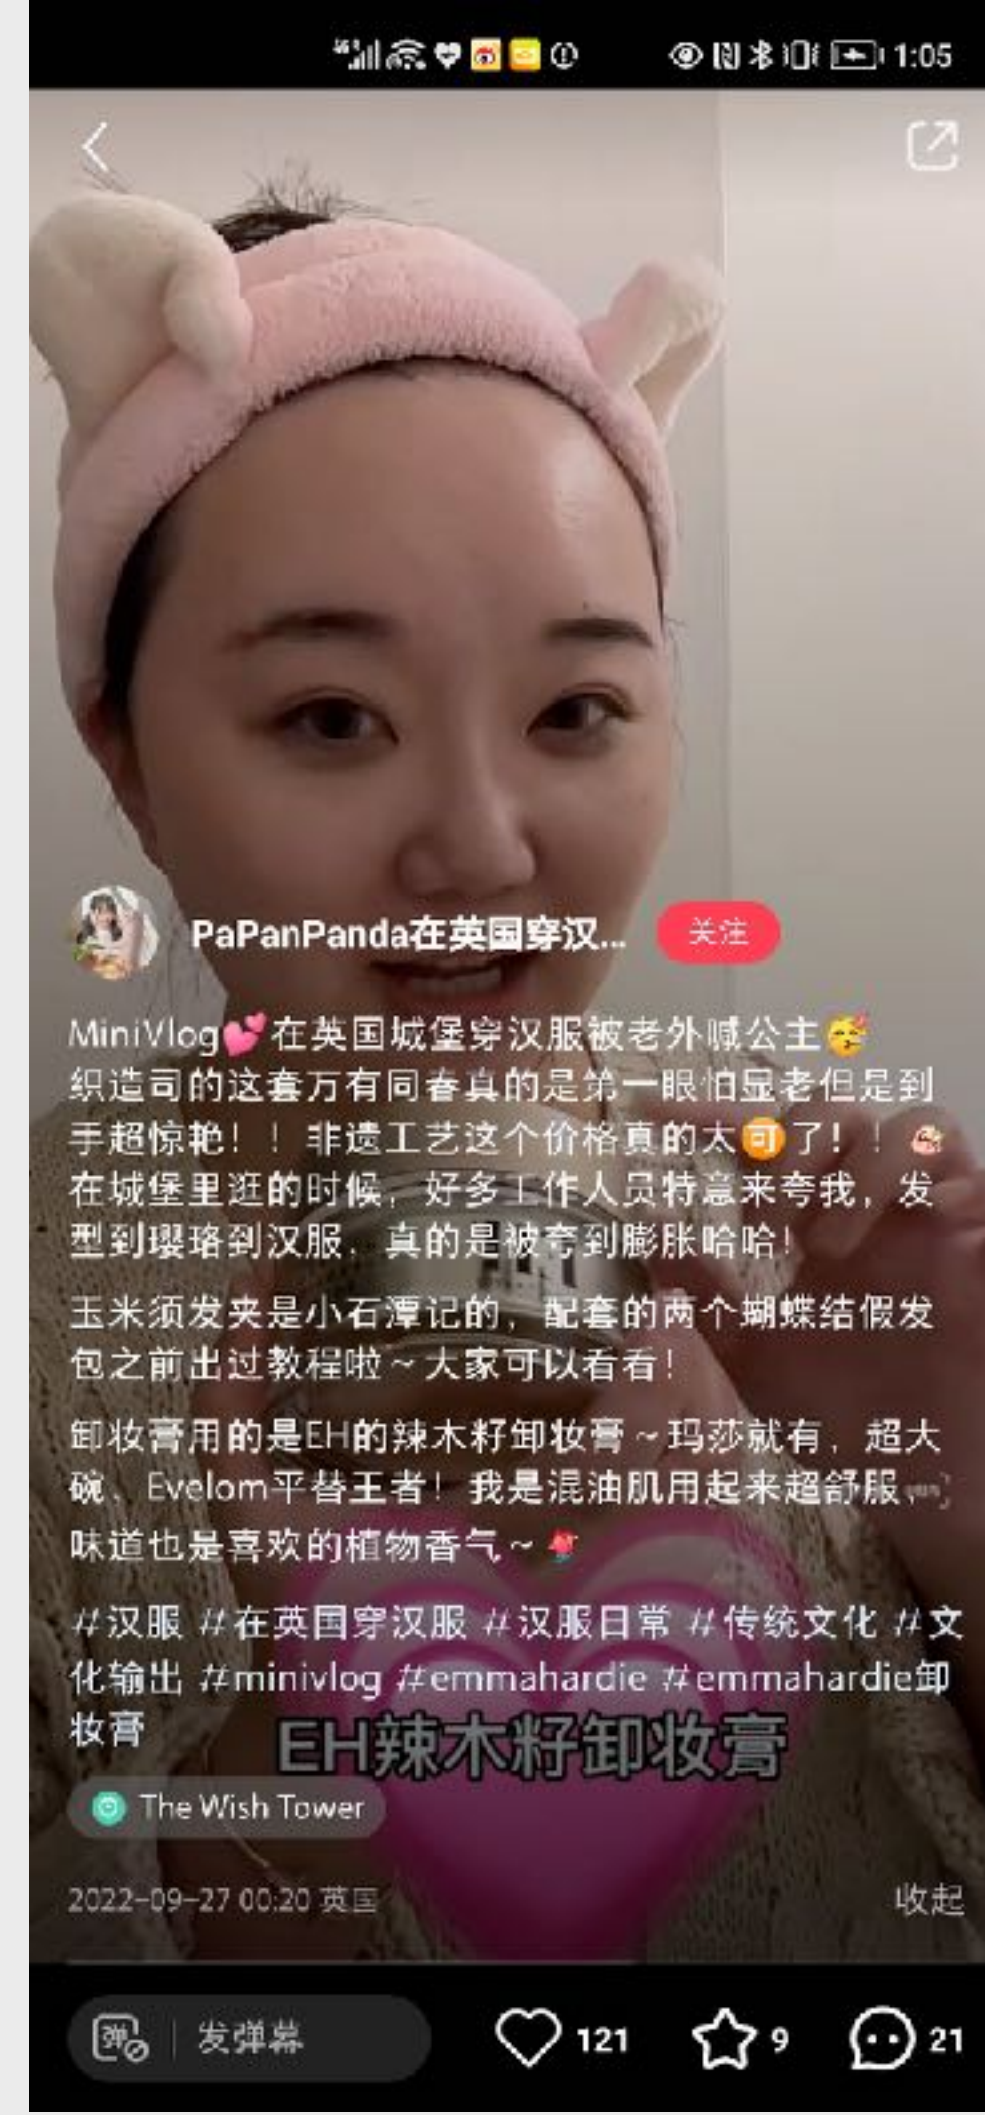 1:05
PaPanPanda在英国穿汉...
关注
MiniVlog💕在英国城堡穿汉服被老外喊公主🥳
织造司的这套万有同春真的是第一眼怕显老但是到
手超惊艳！！非遗工艺这个价格真的太🉑了！！
在城堡里逛的时候，好多工作人员特意来夸我，发
型到璎珞到汉服，真的是被夸到膨胀哈哈！
玉米须发夹是小石潭记的，配套的两个蝴蝶结假发
包之前出过教程啦～大家可以看看！
卸妆膏用的是EH的辣木籽卸妆膏～玛莎就有，超大
碗、Evelom平替王者！我是混油肌用起来超舒服，
味道也是喜欢的植物香气～🌹
#汉服 #在英国穿汉服 #汉服日常 #传统文化 #文
化输出 #minivlog #emmahardie #emmahardie卸
妆膏
EH辣木籽卸妆膏
The Wish Tower
2022-09-27 00:20 英国
收起
弹
发弹幕
121
9
21